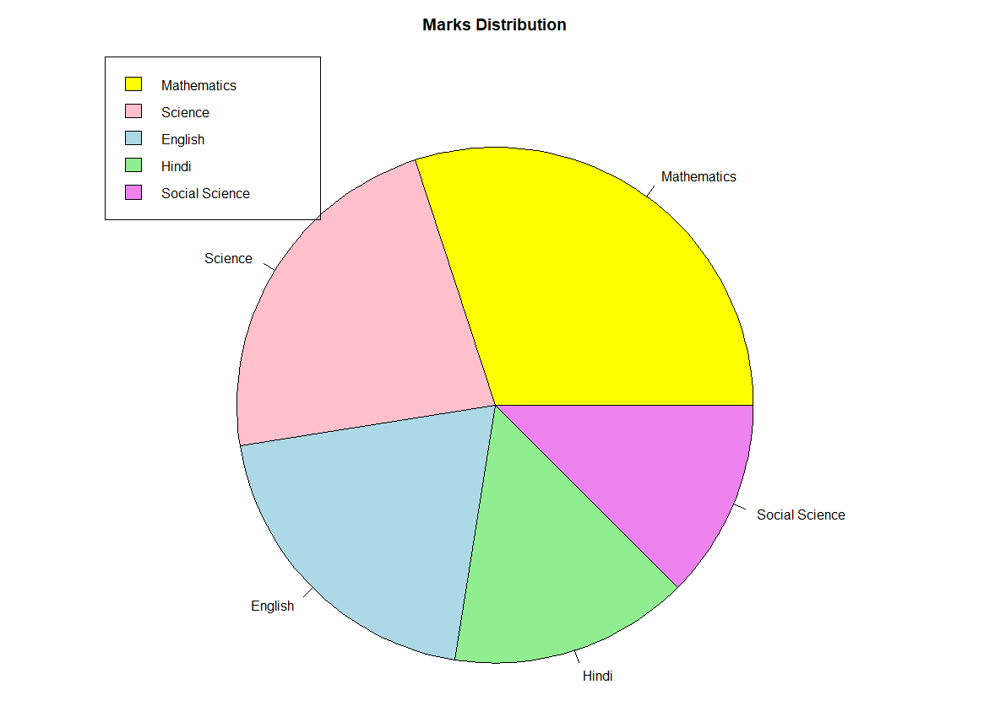 Marks Distribution
Mathematics
Science
English
Hindi
Social Science
Mathematics
Science
Social Science
English
Hindi